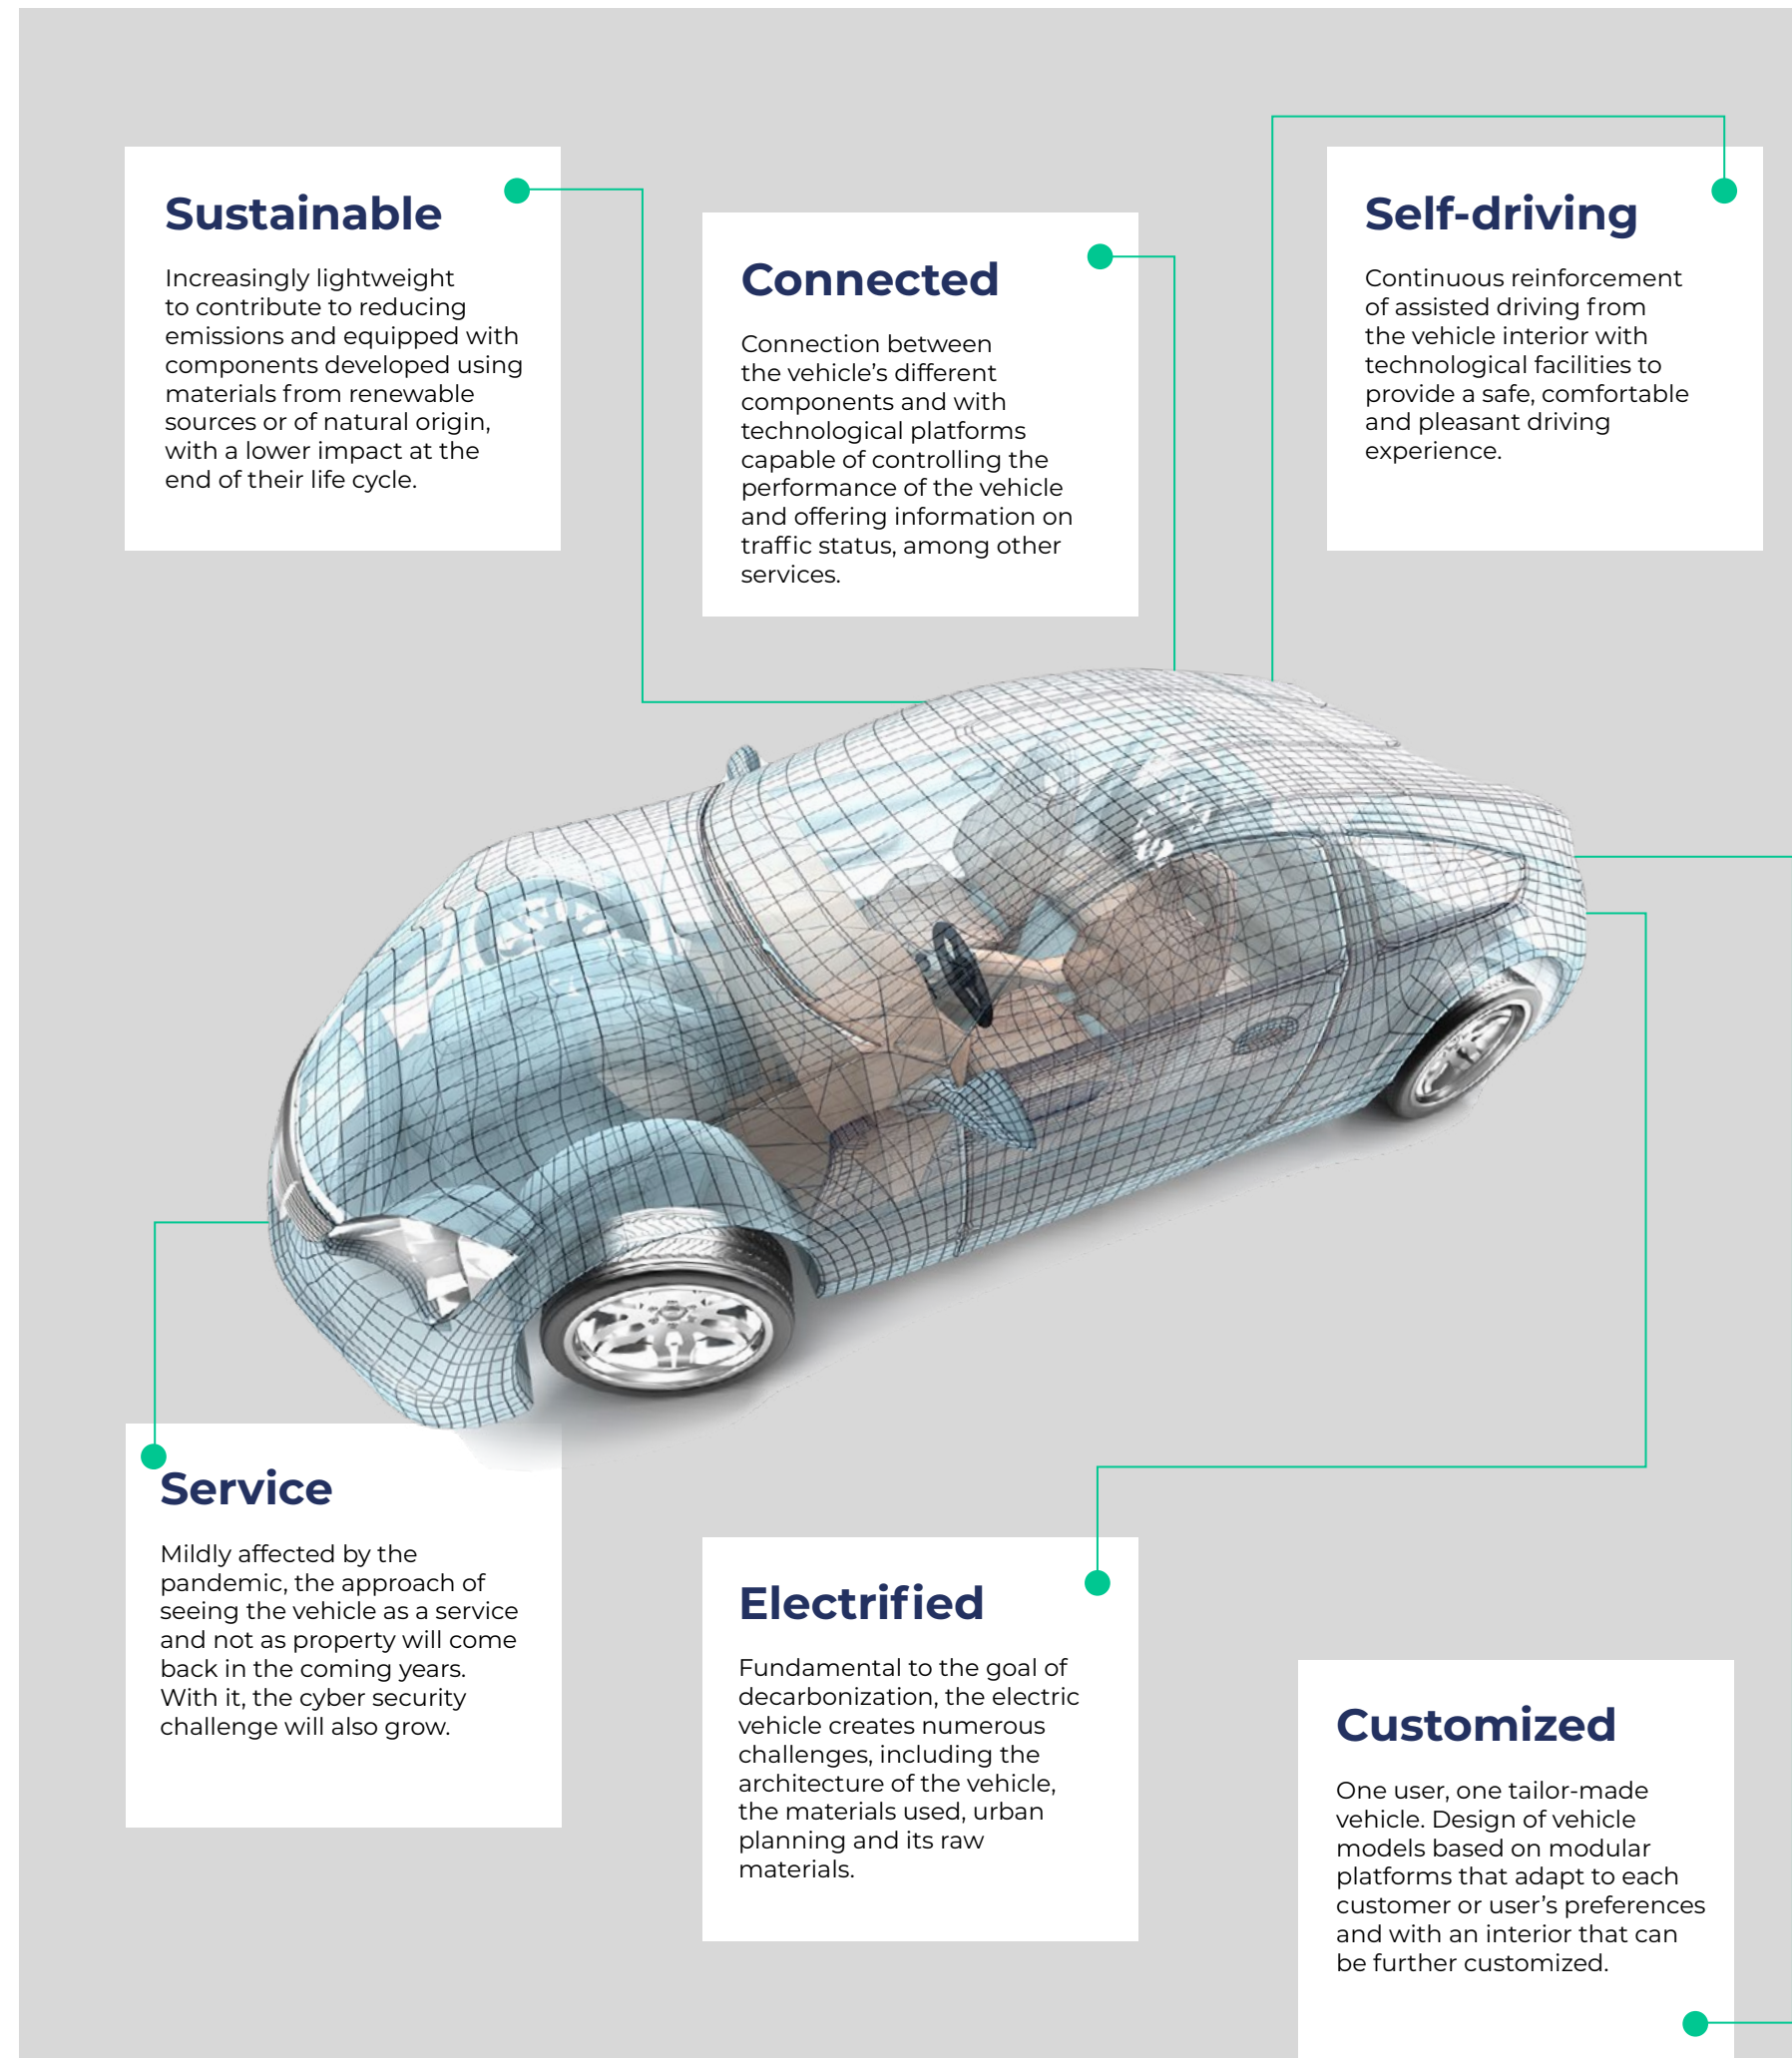 Sustainable
Increasingly lightweight
to contribute to reducing
emissions and equipped with
components developed using
materials from renewable
sources or of natural origin,
with a lower impact at the
end of their life cycle.
Connected
Connection between
the vehicle’s different
components and with
technological platforms
capable of controlling the
performance of the vehicle
and offering information on
traffic status, among other
services.
Self-driving
Continuous reinforcement
of assisted driving from
the vehicle interior with
technological facilities to
provide a safe, comfortable
and pleasant driving
experience.
Service
Mildly affected by the
pandemic, the approach of
seeing the vehicle as a service
and not as property will come
back in the coming years.
With it, the cyber security
challenge will also grow.
Electrified
Fundamental to the goal of
decarbonization, the electric
vehicle creates numerous
challenges, including the
architecture of the vehicle,
the materials used, urban
planning and its raw
materials.
Customized
One user, one tailor-made
vehicle. Design of vehicle
models based on modular
platforms that adapt to each
customer or user’s preferences
and with an interior that can
be further customized.